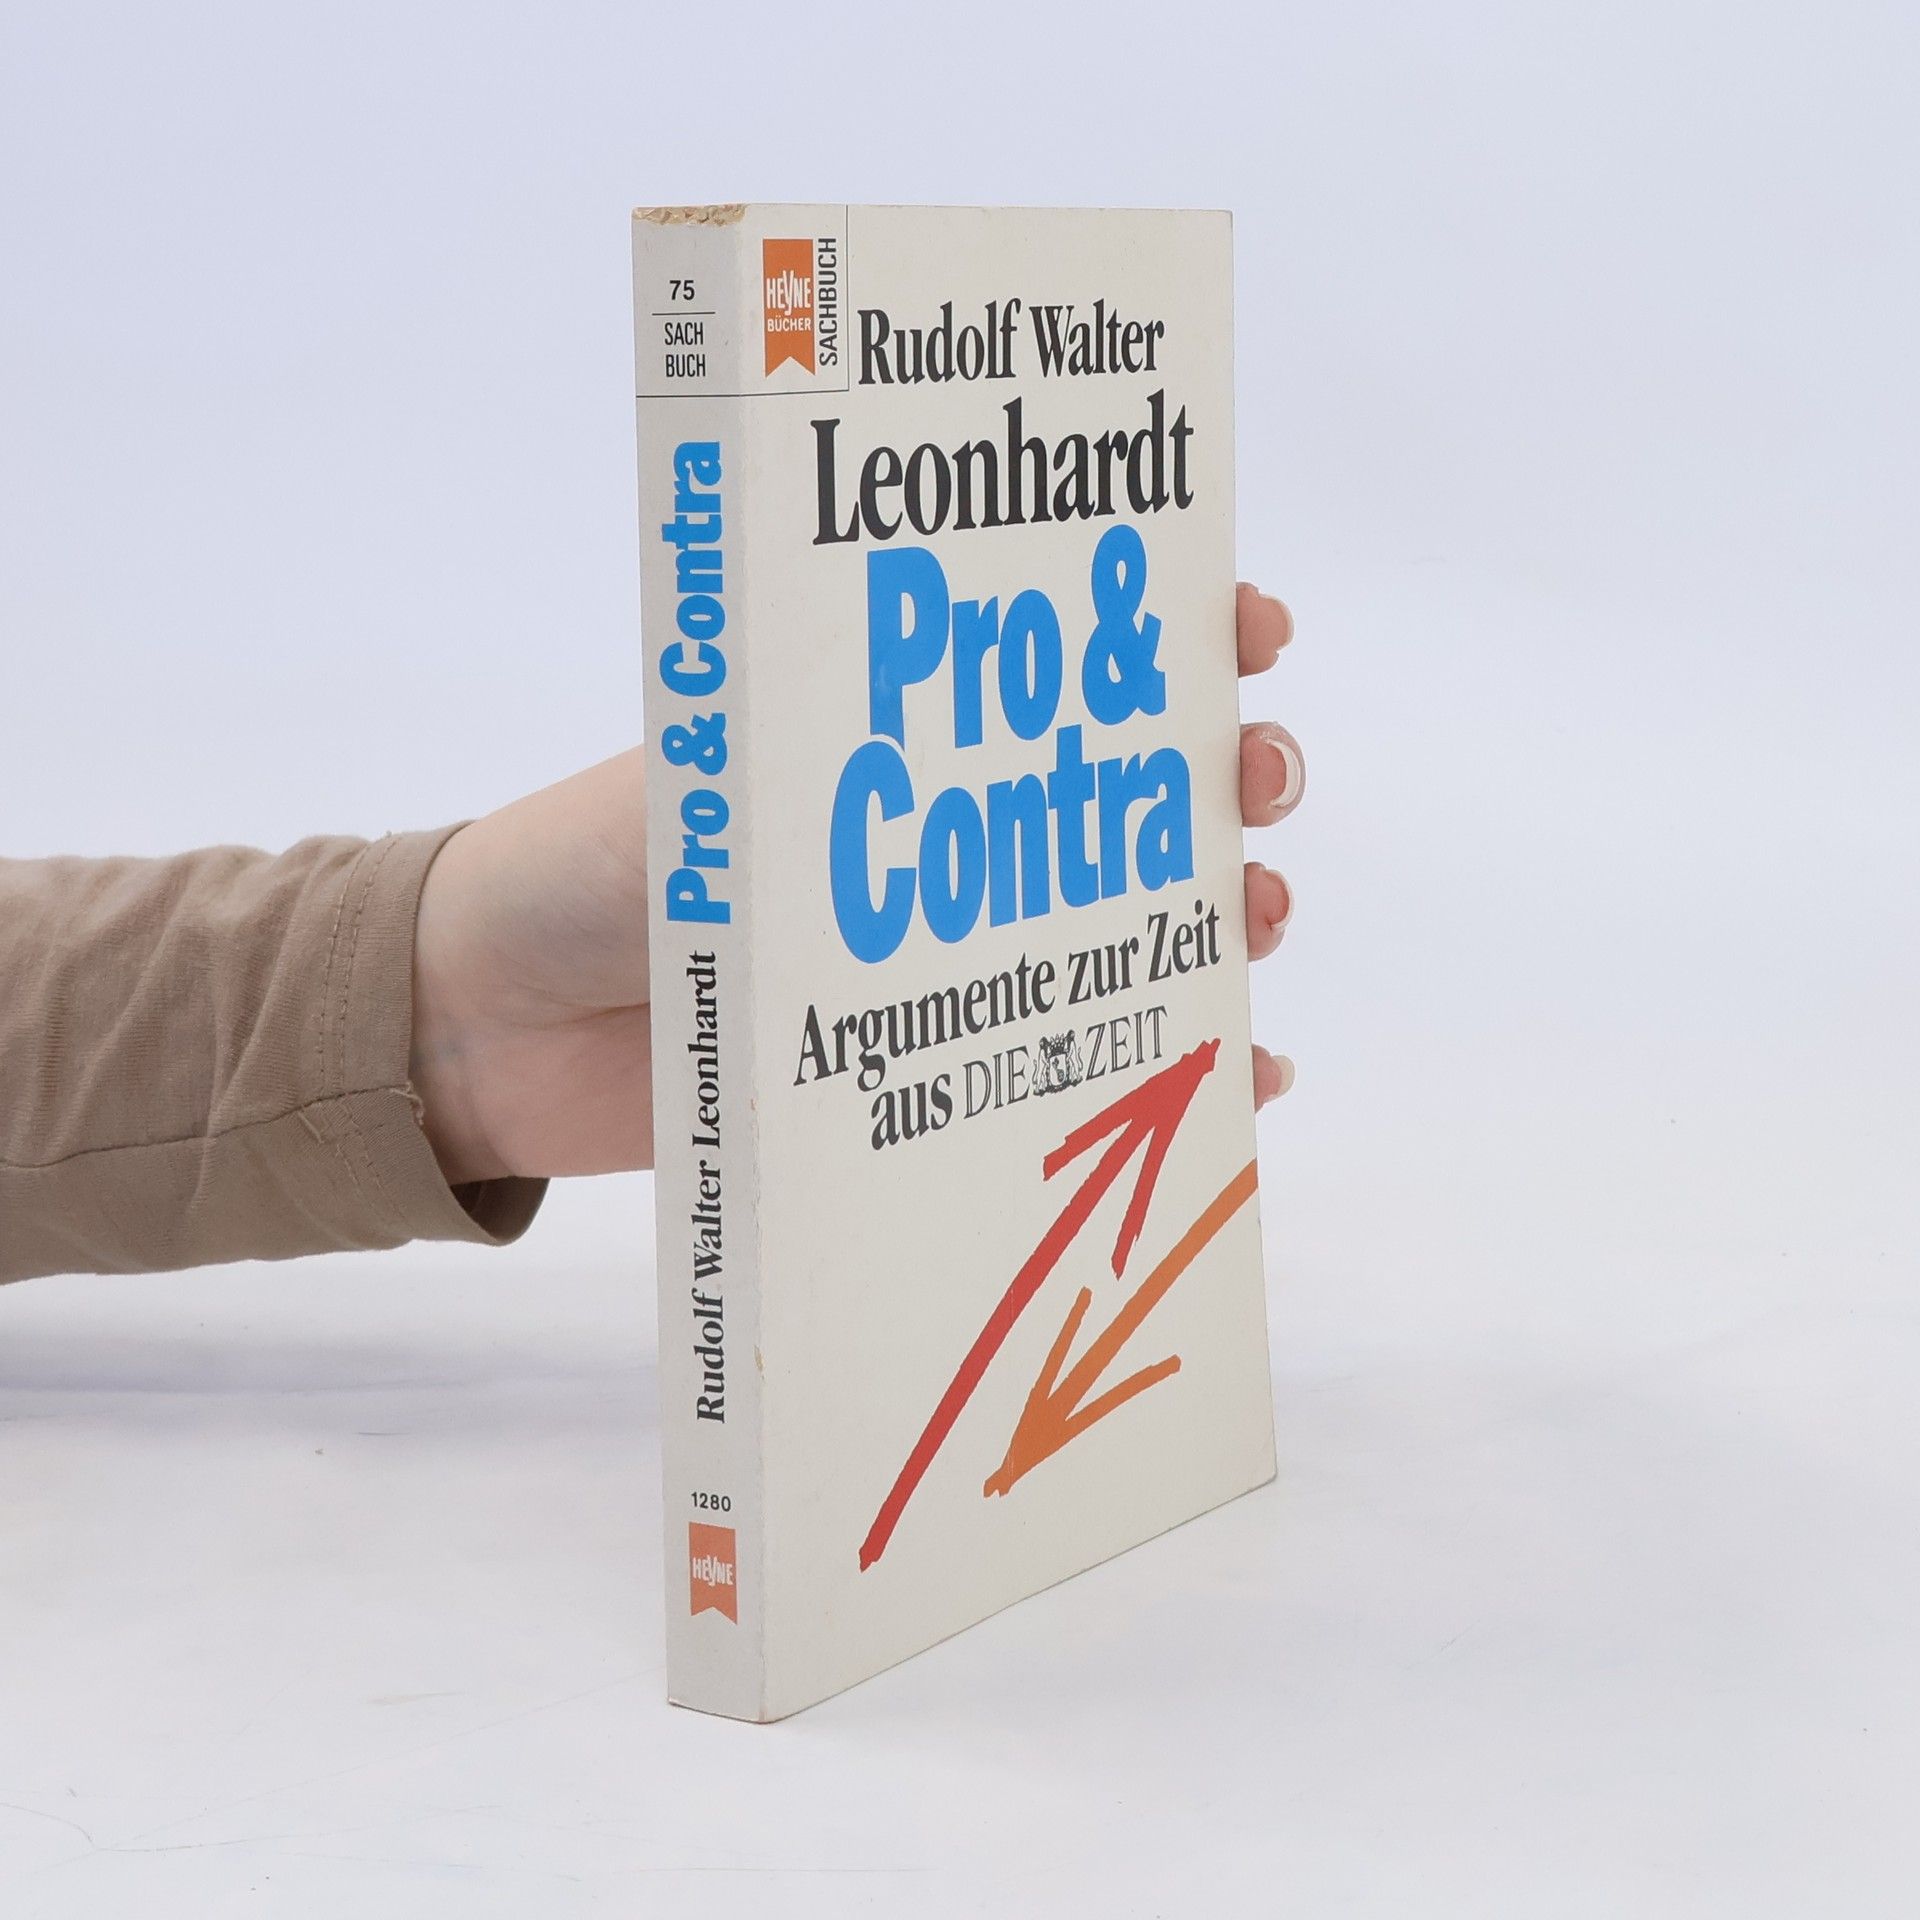 75
SACH
BUCH
Pro & Contra
Rudolf Walter Leonhardt
1280
HEYNE
HEYNE
BÜCHER
SACHBUCH
Rudolf Walter
Leonhardt
Pro &
Contra
Argumente zur Zeit
aus DIE ZEIT